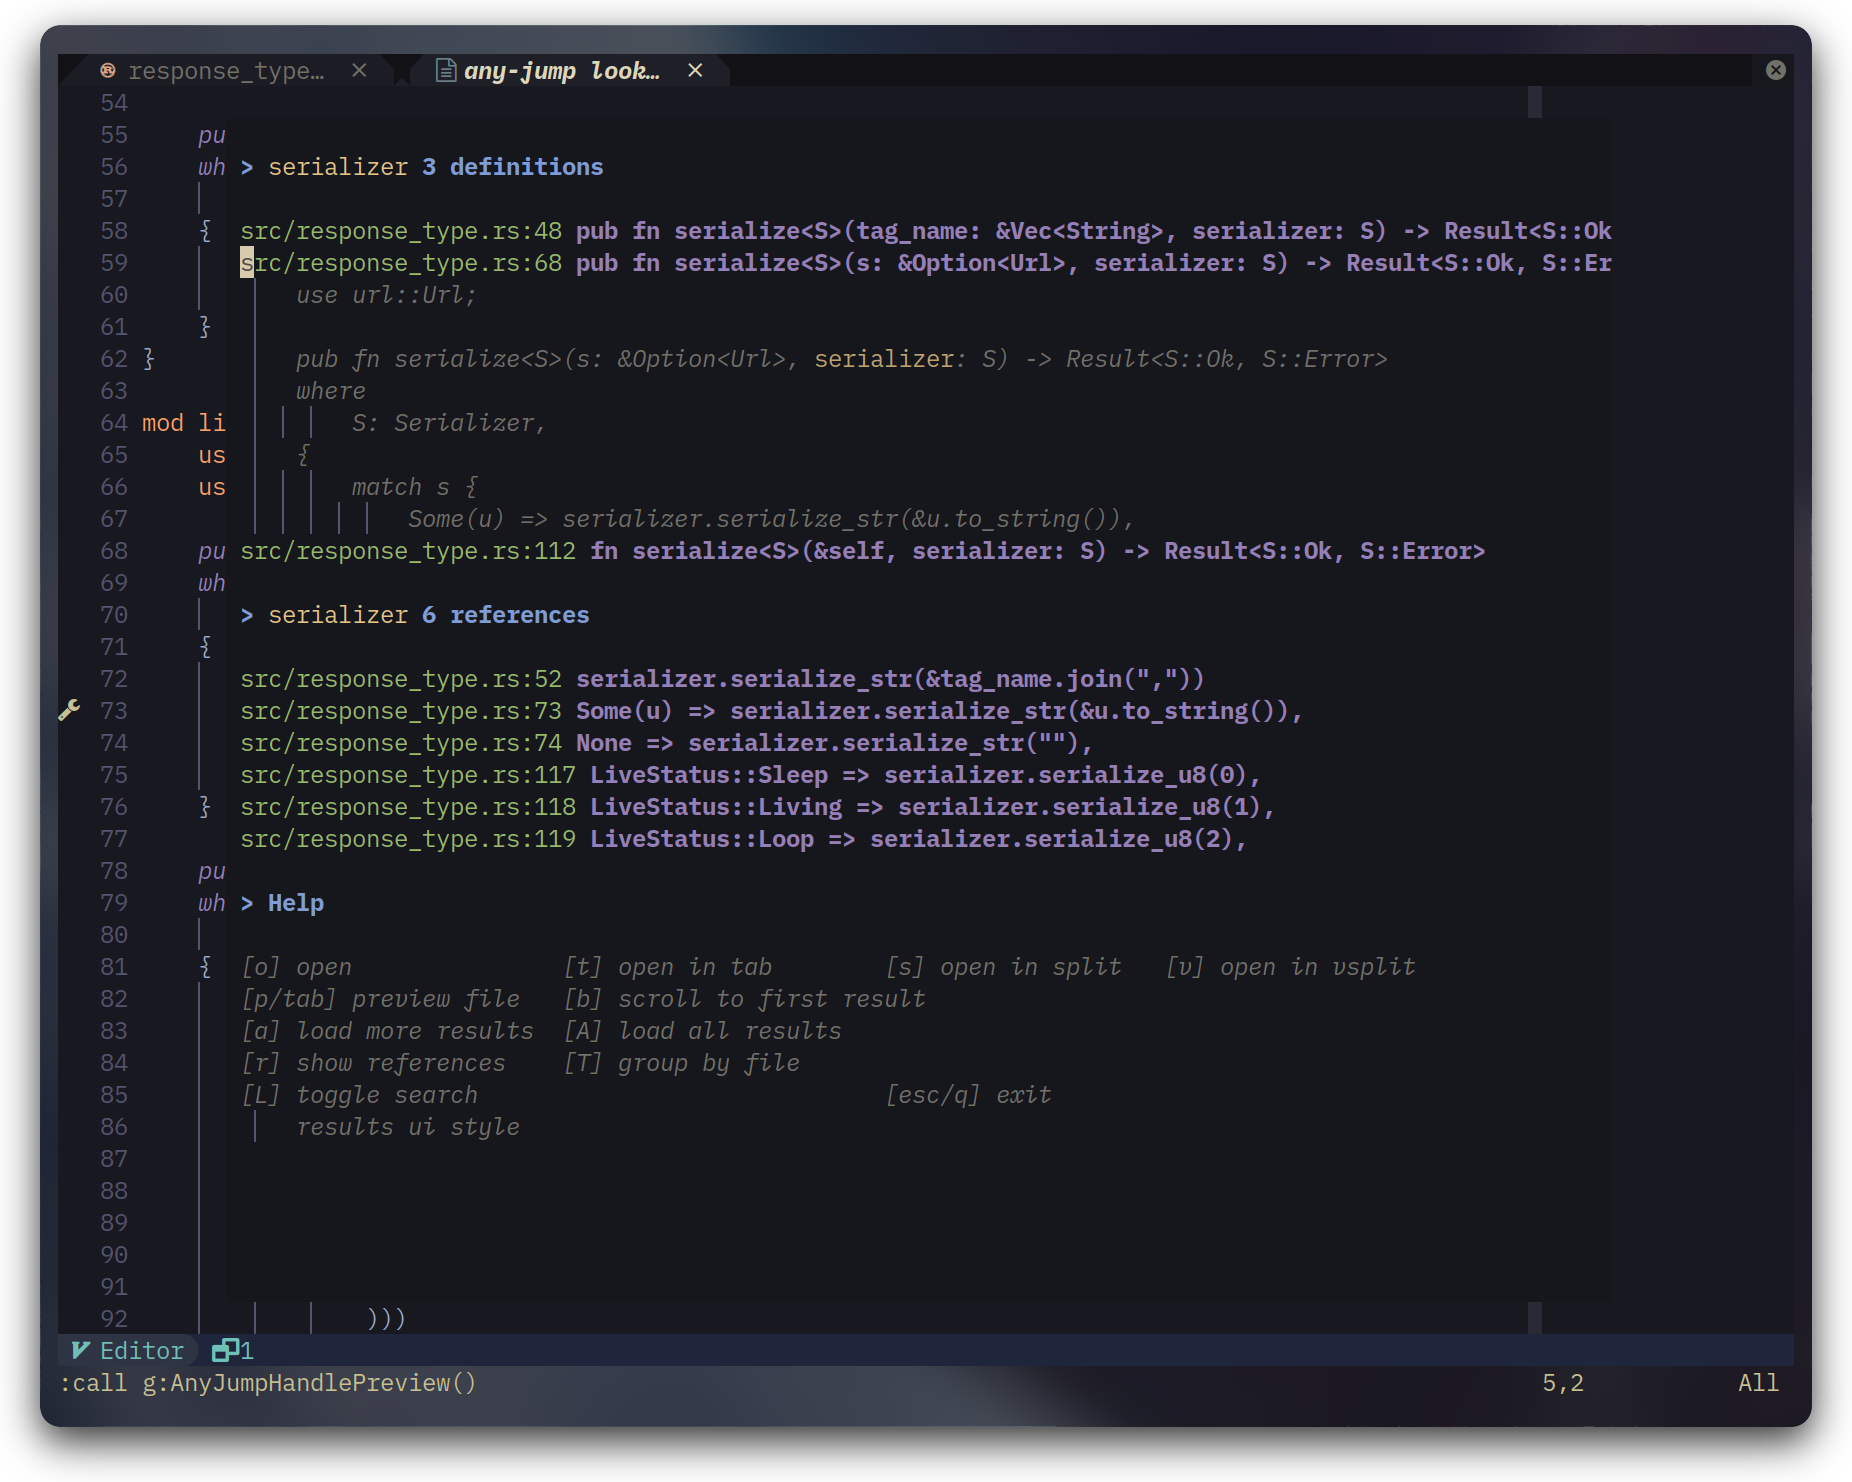 response_type… × any-jump look… ×
54
55 pu
56 wh > serializer 3 definitions
57
58 { src/response_type.rs:48 pub fn serialize<S>(tag_name: &Vec<String>, serializer: S) -> Result<S::Ok
59 src/response_type.rs:68 pub fn serialize<S>(s: &Option<Url>, serializer: S) -> Result<S::Ok, S::Er
60 use url::Url;
61 }
62 } pub fn serialize<S>(s: &Option<Url>, serializer: S) -> Result<S::Ok, S::Error>
63 where
64 mod li S: Serializer,
65 us {
66 us match s {
67 Some(u) => serializer.serialize_str(&u.to_string()),
68 pu src/response_type.rs:112 fn serialize<S>(&self, serializer: S) -> Result<S::Ok, S::Error>
69 wh
70 > serializer 6 references
71 {
72 src/response_type.rs:52 serializer.serialize_str(&tag_name.join(","))
73 src/response_type.rs:73 Some(u) => serializer.serialize_str(&u.to_string()),
74 src/response_type.rs:74 None => serializer.serialize_str(""),
75 src/response_type.rs:117 LiveStatus::Sleep => serializer.serialize_u8(0),
76 } src/response_type.rs:118 LiveStatus::Living => serializer.serialize_u8(1),
77 src/response_type.rs:119 LiveStatus::Loop => serializer.serialize_u8(2),
78 pu
79 wh > Help
80
81 { [o] open [t] open in tab [s] open in split [v] open in vsplit
82 [p/tab] preview file [b] scroll to first result
83 [a] load more results [A] load all results
84 [r] show references [T] group by file
85 [L] toggle search [esc/q] exit
86 results ui style
87
88
89
90
91
92 )))
Editor 1
:call g:AnyJumpHandlePreview() 5,2 All